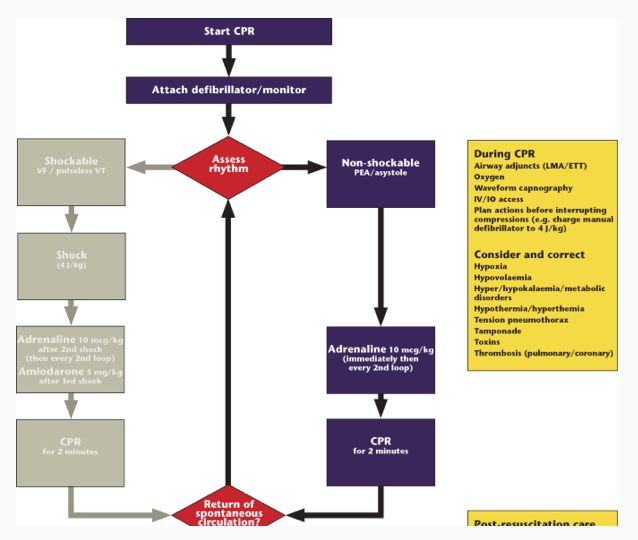 Start CPR
Attach defibrillator/monitor
Shockable
VF / pulseless VT
Assess
rhythm
Non-shockable
PEA/asystole
Shock
(4 J/kg)
Adrenaline 10 mcg/kg
after 2nd shock
(then every 2nd loop)
Amiodarone 5 mg/kg
after 3rd shock
Adrenaline 10 mcg/kg
(immediately then
every 2nd loop)
CPR
for 2 minutes
CPR
for 2 minutes
Return of
spontaneous
circulation?
During CPR
Airway adjuncts (LMA/ETT)
Oxygen
Waveform capnography
IV/IO access
Plan actions before interrupting
compressions (e.g. charge manual
defibrillator to 4 J/kg)
Consider and correct
Hypoxia
Hypovolaemia
Hyper/hypokalaemia/metabolic
disorders
Hypothermia/hyperthemia
Tension pneumothorax
Tamponade
Toxins
Thrombosis (pulmonary/coronary)
Post-resuscitation care